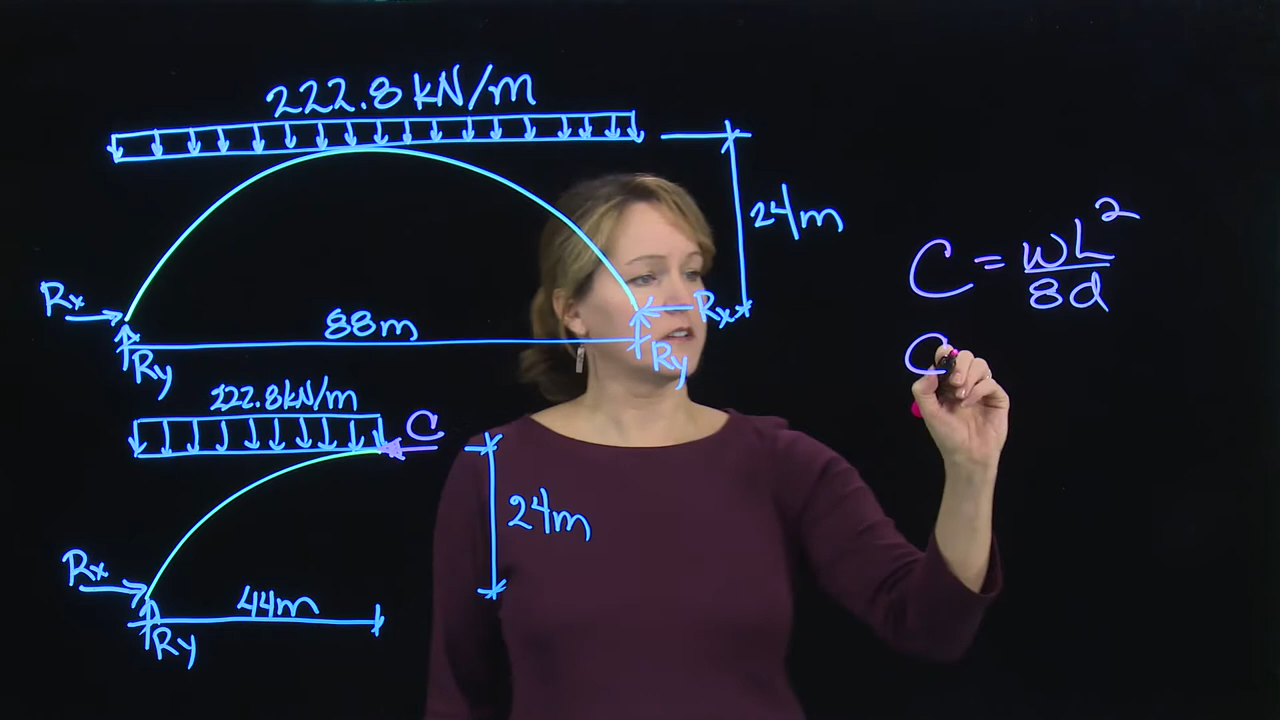 222.8 kN/m
24m
Rx
Ry
88m
Rx
Ry
222.8kN/m
C
24m
Rx
44m
Ry
C = wL²/8d
C